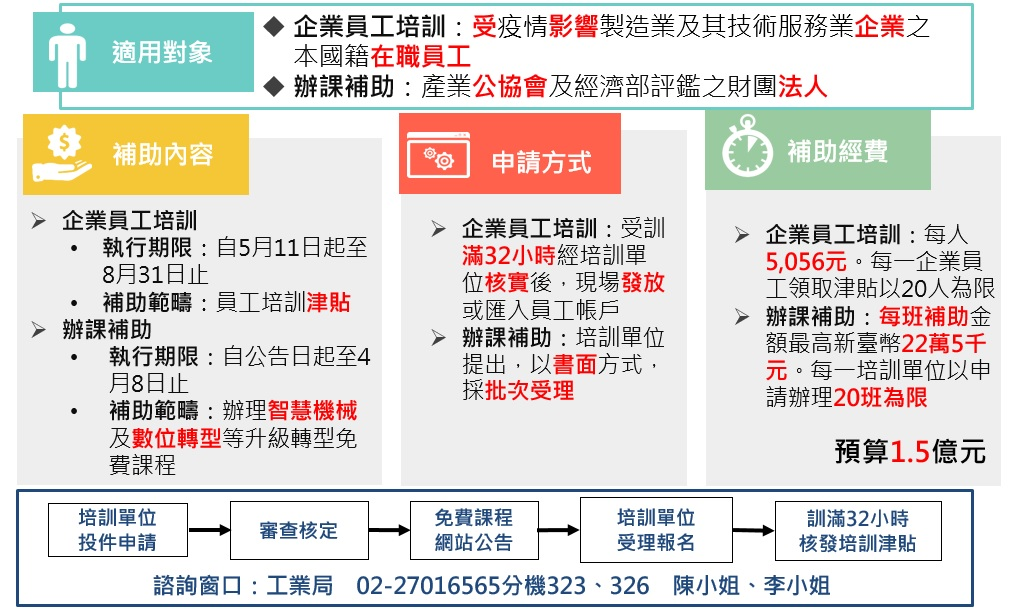 適用對象
◆ 企業員工培訓：受疫情影響製造業及其技術服務業企業之
本國籍在職員工
◆ 辦課補助：產業公協會及經濟部評鑑之財團法人
補助內容
➢ 企業員工培訓
• 執行期限：自5月11日起至
8月31日止
• 補助範疇：員工培訓津貼
➢ 辦課補助
• 執行期限：自公告日起至4
月8日止
• 補助範疇：辦理智慧機械
及數位轉型等升級轉型免
費課程
申請方式
➢ 企業員工培訓：受訓
滿32小時經培訓單
位核實後，現場發放
或匯入員工帳戶
➢ 辦課補助：培訓單位
提出，以書面方式，
採批次受理
補助經費
➢ 企業員工培訓：每人
5,056元。每一企業員
工領取津貼以20人為限
➢ 辦課補助：每班補助金
額最高新臺幣22萬5千
元。每一培訓單位以申
請辦理20班為限
預算1.5億元
培訓單位
投件申請
審查核定
免費課程
網站公告
培訓單位
受理報名
訓滿32小時
核發培訓津貼
諮詢窗口：工業局　02-27016565分機323、326　陳小姐、李小姐